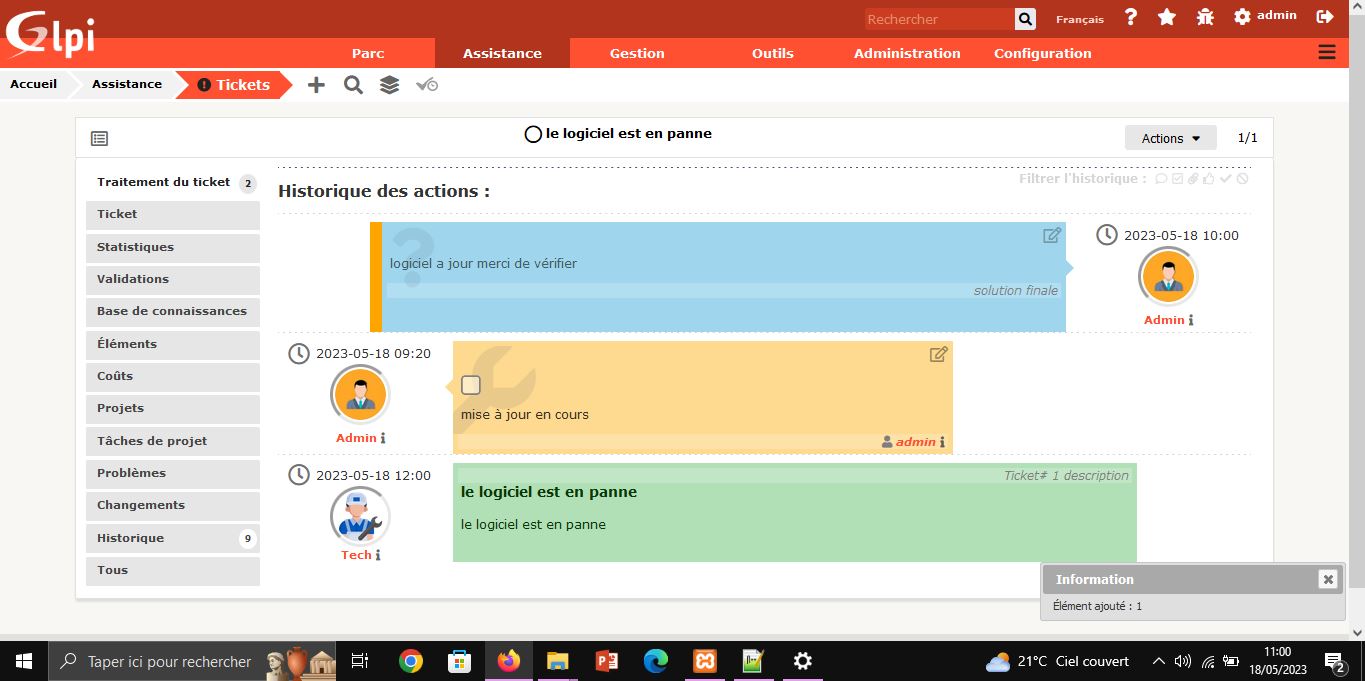 Glpi
Rechercher
Français
?
admin
Parc
Assistance
Gestion
Outils
Administration
Configuration
Accueil
Assistance
Tickets
le logiciel est en panne
Actions
1/1
Traitement du ticket 2
Ticket
Statistiques
Validations
Base de connaissances
Éléments
Coûts
Projets
Tâches de projet
Problèmes
Changements
Historique 9
Tous
Historique des actions :
Filtrer l'historique :
logiciel a jour merci de vérifier
solution finale
2023-05-18 10:00
Admin
2023-05-18 09:20
Admin
mise à jour en cours
admin
2023-05-18 12:00
Tech
Ticket# 1 description
le logiciel est en panne
le logiciel est en panne
Information
Élément ajouté : 1
Taper ici pour rechercher
21°C Ciel couvert
11:00
18/05/2023
2